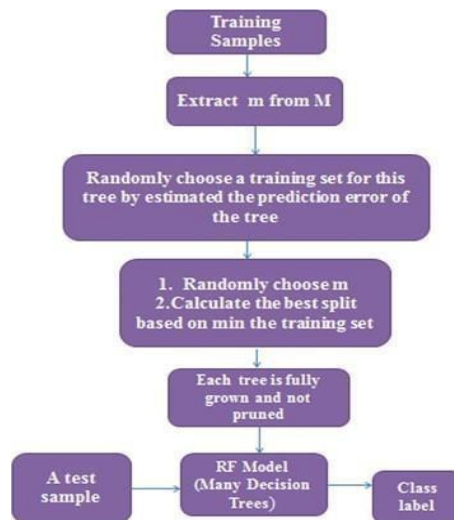 Training
Samples
Extract m from M
Randomly choose a training set for this
tree by estimated the prediction error of
the tree
1. Randomly choose m
2.Calculate the best split
based on min the training set
Each tree is fully
grown and not
pruned
A test
sample
RF Model
(Many Decision
Trees)
Class
label